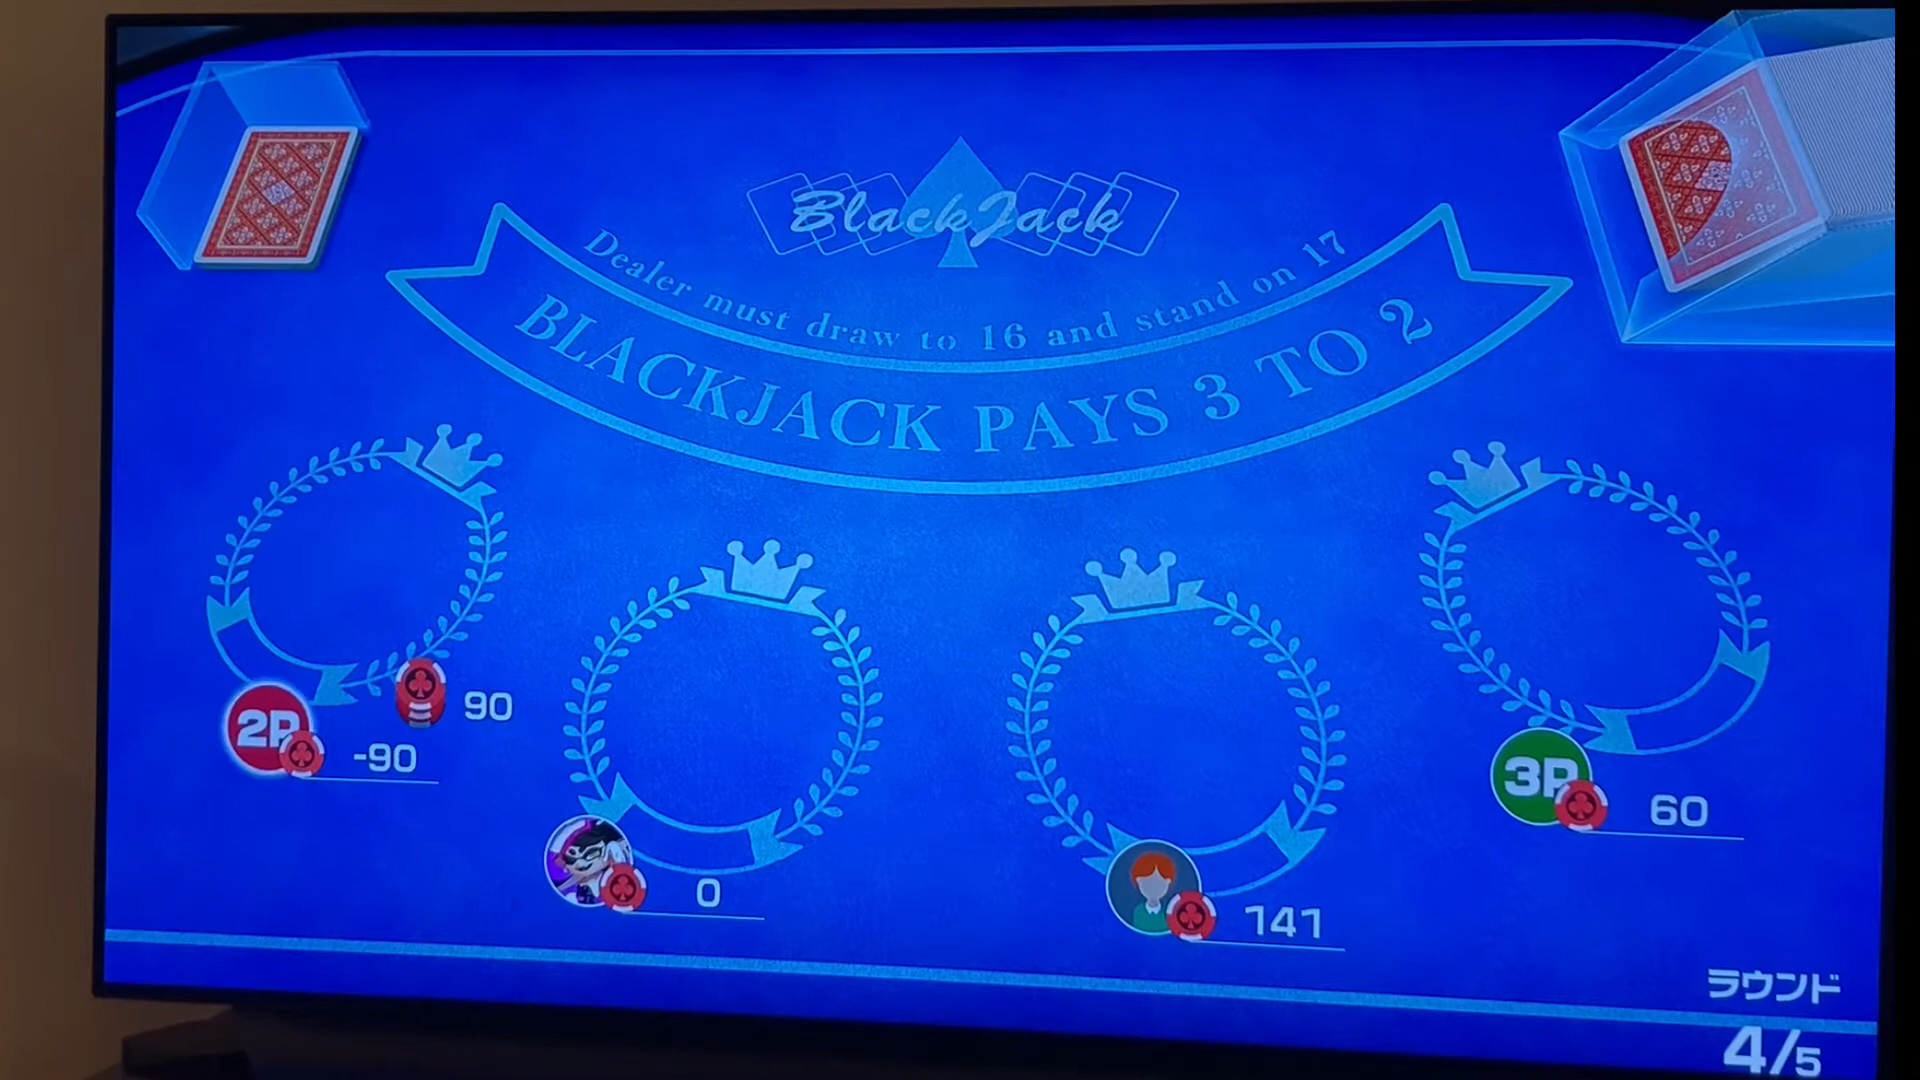 BlackJack
Dealer must draw to 16 and stand on 17
BLACKJACK PAYS 3 TO 2
2P
90
-90
0
141
3P
60
ラウンド
4/5